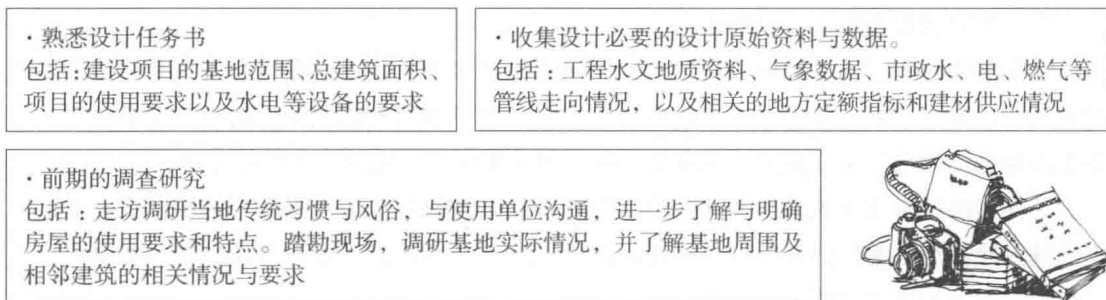 · 熟悉设计任务书
包括:建设项目的基地范围、总建筑面积、
项目的使用要求以及水电等设备的要求
· 收集设计必要的设计原始资料与数据。
包括：工程水文地质资料、气象数据、市政水、电、燃气等
管线走向情况，以及相关的地方定额指标和建材供应情况
· 前期的调查研究
包括：走访调研当地传统习惯与风俗，与使用单位沟通，进一步了解与明确
房屋的使用要求和特点。踏勘现场，调研基地实际情况，并了解基地周围及
相邻建筑的相关情况与要求